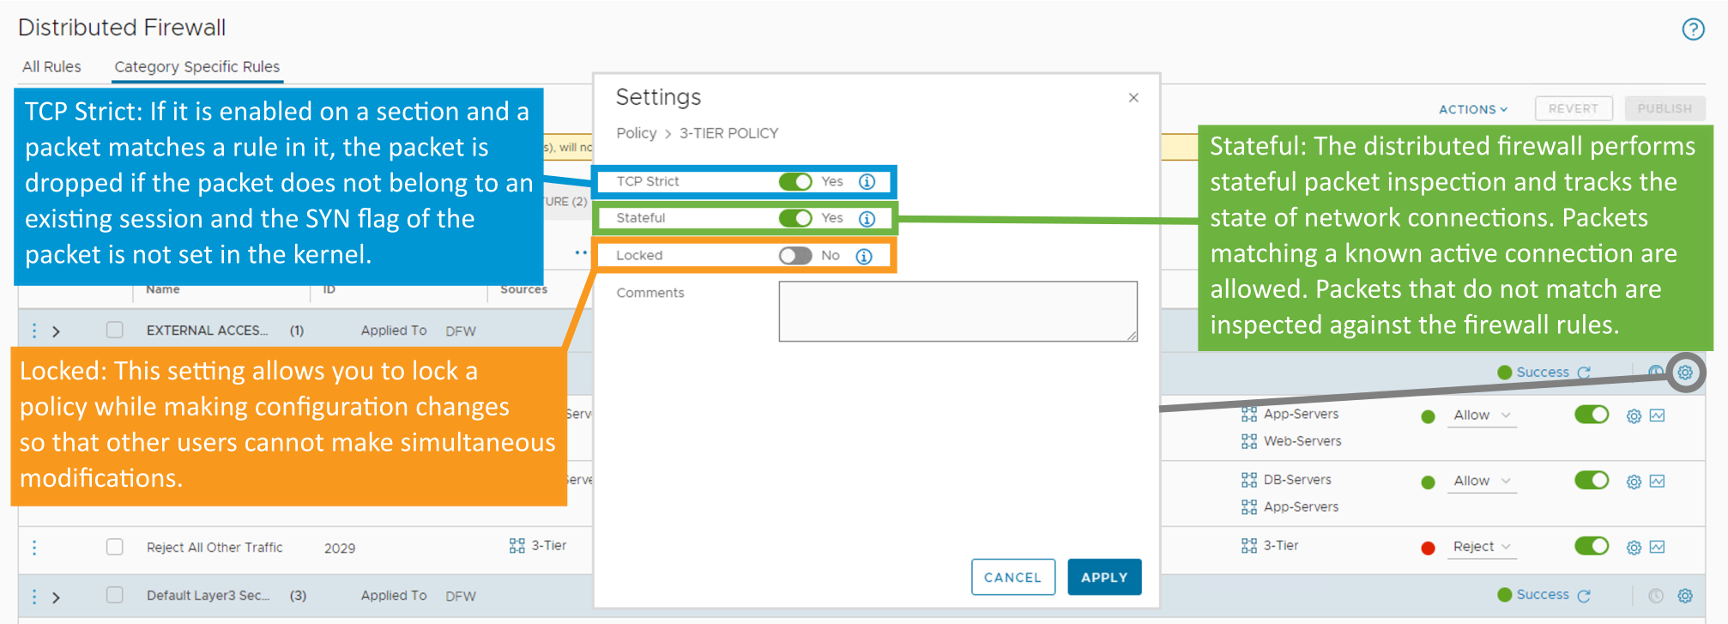 Distributed Firewall
All Rules
Category Specific Rules
TCP Strict: If it is enabled on a section and a
packet matches a rule in it, the packet is
dropped if the packet does not belong to an
existing session and the SYN flag of the
packet is not set in the kernel.
ACTIONS
REVERT
PUBLISH
s), will no
URE (2)
Settings
Policy > 3-TIER POLICY
TCP Strict Yes
Stateful Yes
Locked No
Comments
CANCEL
APPLY
Stateful: The distributed firewall performs
stateful packet inspection and tracks the
state of network connections. Packets
matching a known active connection are
allowed. Packets that do not match are
inspected against the firewall rules.
Name ID Sources
EXTERNAL ACCES... (1) Applied To DFW
Locked: This setting allows you to lock a
policy while making configuration changes
so that other users cannot make simultaneous
modifications.
Success
Serv
App-Servers Allow
Web-Servers
erve
DB-Servers Allow
App-Servers
Reject All Other Traffic 2029 3-Tier 3-Tier Reject
Default Layer3 Sec... (3) Applied To DFW Success